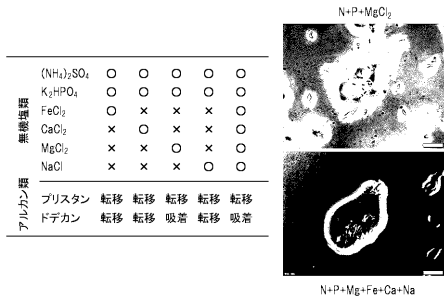 N+P+MgCl2
無機塩類
(NH4)2SO4 ○ ○ ○ ○ ○
K2HPO4 ○ ○ ○ ○ ○
FeCl2 ○ × × × ○
CaCl2 × ○ × × ○
MgCl2 × × ○ × ○
NaCl × × × ○ ○
アルカン類
プリスタン 転移 転移 転移 転移 転移
ドデカン 転移 転移 吸着 転移 吸着
N+P+Mg+Fe+Ca+Na